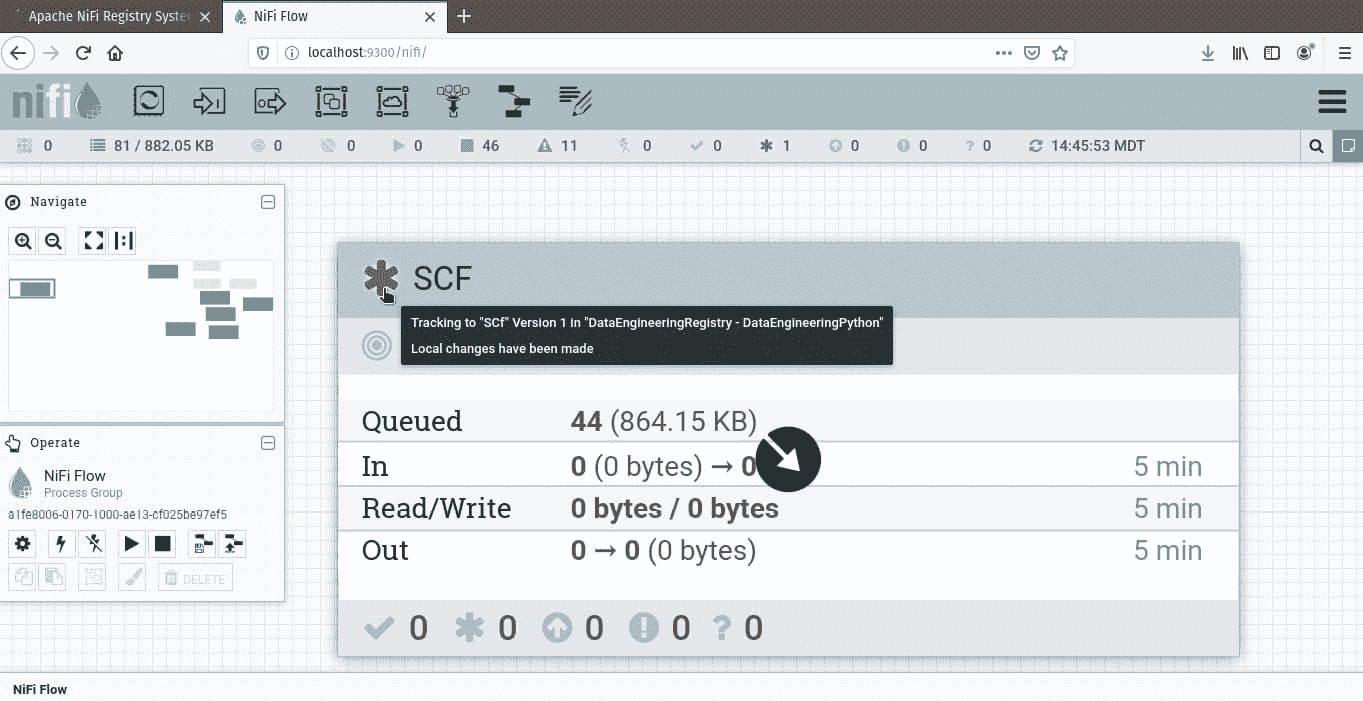 Apache NiFi Registry Syste
NiFi Flow
localhost:9300/nifi/
nifi
0 81 / 882.05 KB 0 0 0 46 11 0 0 1 0 0 ? 0 14:45:53 MDT
Navigate
SCF
Tracking to "SCf" Version 1 in "DataEngineeringRegistry - DataEngineeringPython"
Local changes have been made
Queued 44 (864.15 KB)
In 0 (0 bytes) → 0 5 min
Read/Write 0 bytes / 0 bytes 5 min
Out 0 → 0 (0 bytes) 5 min
0 0 0 0 ? 0
Operate
NiFi Flow
Process Group
a1fe8006-0170-1000-ae13-cf025be97ef5
DELETE
NiFi Flow